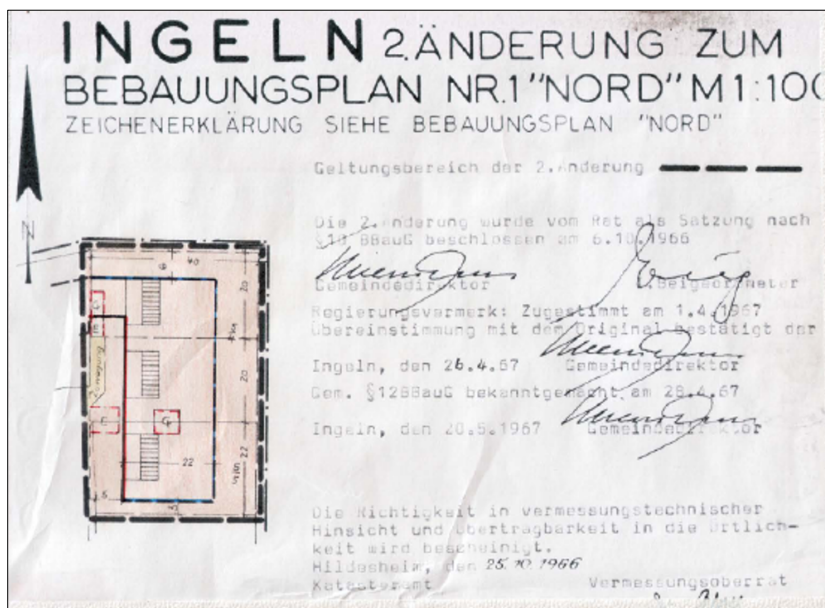 INGELN 2.ÄNDERUNG ZUM
BEBAUUNGSPLAN NR.1 "NORD" M 1:100
ZEICHENERKLÄRUNG SIEHE BEBAUUNGSPLAN "NORD"
Geltungsbereich der 2.Änderung
N
Die 2.Änderung wurde vom Rat als Satzung nach
§10 BBauG beschlossen am 6.10.1966
Gemeindedirektor Beigeordneter
Regierungsvermerk: Zugestimmt am 1.4.1967
Übereinstimmung mit dem Original bestätigt der
Ingeln, den 26.4.67 Gemeindedirektor
Gem. §12BBauG bekanntgemacht am 28.4.67
Ingeln, den 20.5.1967 Gemeindedirektor
Die Richtigkeit in vermessungstechnischer
Hinsicht und Übertragbarkeit in die Örtlich-
keit wird bescheinigt.
Hildesheim, den 25.10.1966
Katasteramt Vermessungsoberrat
40
20
20
22
22
5